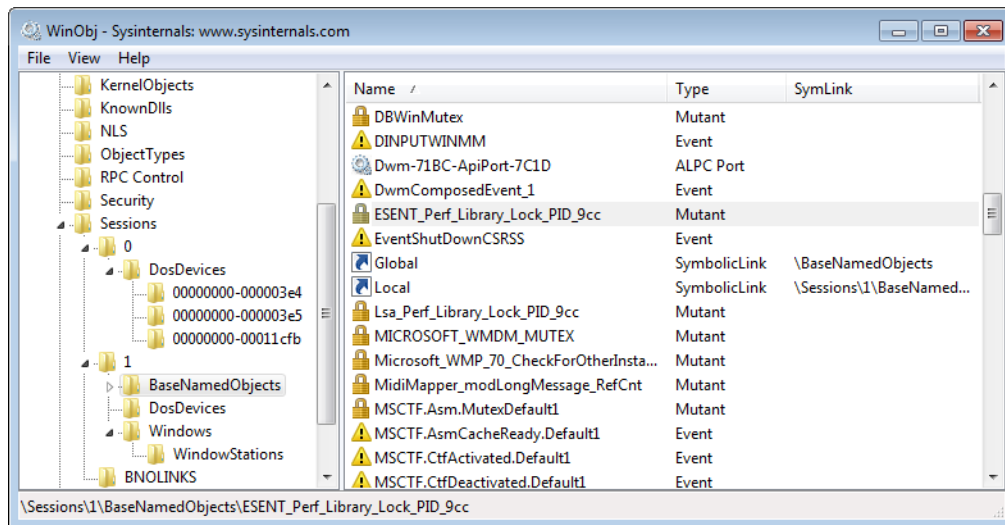 WinObj - Sysinternals: www.sysinternals.com
File View Help
KernelObjects
KnownDlls
NLS
ObjectTypes
RPC Control
Security
Sessions
0
DosDevices
00000000-000003e4
00000000-000003e5
00000000-00011cfb
1
BaseNamedObjects
DosDevices
Windows
WindowStations
BNOLINKS
Name Type SymLink
DBWinMutex Mutant
DINPUTWINMM Event
Dwm-71BC-ApiPort-7C1D ALPC Port
DwmComposedEvent_1 Event
ESENT_Perf_Library_Lock_PID_9cc Mutant
EventShutDownCSRSS Event
Global SymbolicLink \BaseNamedObjects
Local SymbolicLink \Sessions\1\BaseNamed...
Lsa_Perf_Library_Lock_PID_9cc Mutant
MICROSOFT_WMDM_MUTEX Mutant
Microsoft_WMP_70_CheckForOtherInsta... Mutant
MidiMapper_modLongMessage_RefCnt Mutant
MSCTF.Asm.MutexDefault1 Mutant
MSCTF.AsmCacheReady.Default1 Event
MSCTF.CtfActivated.Default1 Event
MSCTF.CtfDeactivated.Default1 Event
\Sessions\1\BaseNamedObjects\ESENT_Perf_Library_Lock_PID_9cc